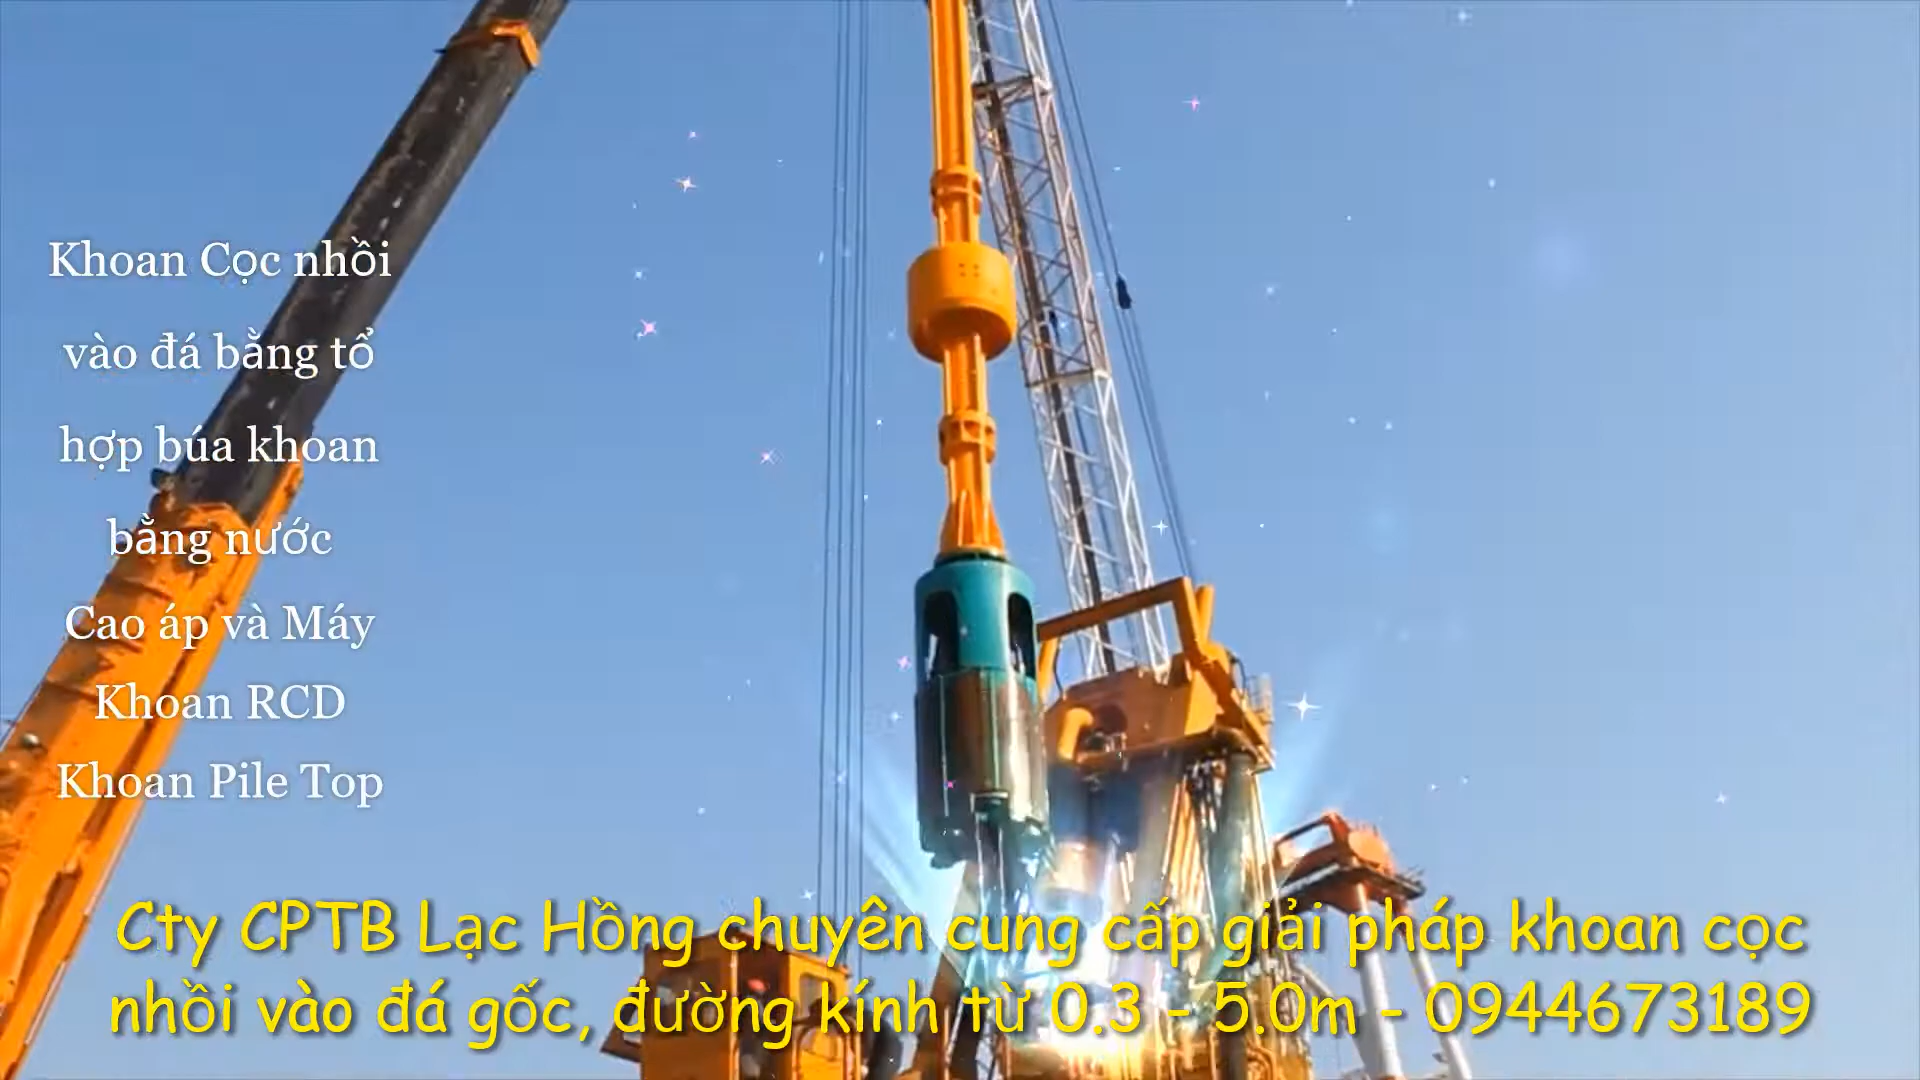 Khoan Cọc nhồi
vào đá bằng tổ
hợp búa khoan
bằng nước
Cao áp và Máy
Khoan RCD
Khoan Pile Top
Cty CPTB Lạc Hồng chuyên cung cấp giải pháp khoan cọc
nhồi vào đá gốc, đường kính từ 0.3 - 5.0m - 0944673189